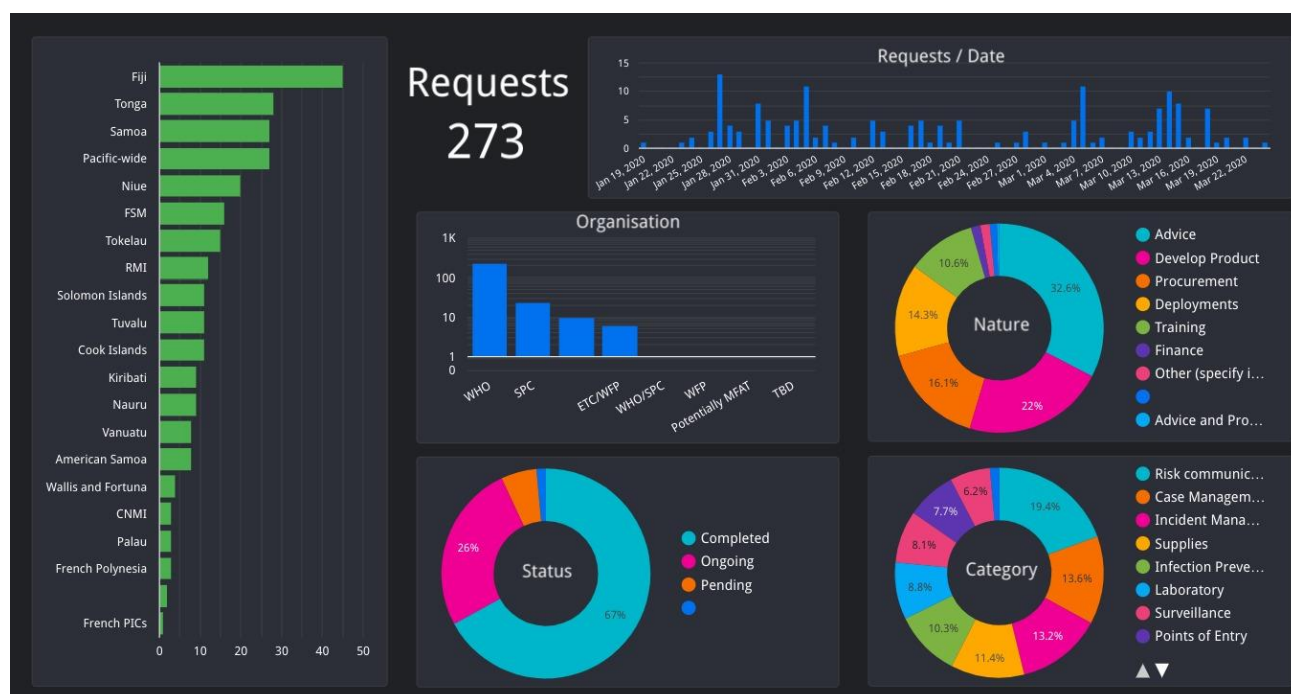 Fiji
Tonga
Samoa
Pacific-wide
Niue
FSM
Tokelau
RMI
Solomon Islands
Tuvalu
Cook Islands
Kiribati
Nauru
Vanuatu
American Samoa
Wallis and Fortuna
CNMI
Palau
French Polynesia
French PICs
0 10 20 30 40 50
Requests
273
Requests / Date
15
10
5
0
Jan 19, 2020
Jan 22, 2020
Jan 25, 2020
Jan 28, 2020
Jan 31, 2020
Feb 3, 2020
Feb 6, 2020
Feb 9, 2020
Feb 12, 2020
Feb 15, 2020
Feb 18, 2020
Feb 21, 2020
Feb 24, 2020
Feb 27, 2020
Mar 1, 2020
Mar 4, 2020
Mar 7, 2020
Mar 10, 2020
Mar 13, 2020
Mar 16, 2020
Mar 19, 2020
Mar 22, 2020
Organisation
1K
100
10
1
0
WHO
SPC
ETC/WFP
WHO/SPC
WFP
Potentially MFAT
TBD
Nature
32.6%
22%
16.1%
14.3%
10.6%
Advice
Develop Product
Procurement
Deployments
Training
Finance
Other (specify i...
Advice and Pro...
Status
67%
26%
Completed
Ongoing
Pending
Category
19.4%
13.6%
13.2%
11.4%
10.3%
8.8%
8.1%
7.7%
6.2%
Risk communic...
Case Managem...
Incident Mana...
Supplies
Infection Preve...
Laboratory
Surveillance
Points of Entry